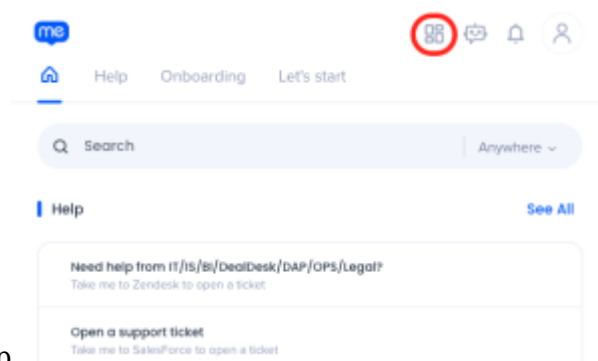 me
Help Onboarding Let's start
Search Anywhere
Help See All
Need help from IT/IS/BI/DealDesk/DAP/OPS/Legal?
Take me to Zendesk to open a ticket
Open a support ticket
Take me to SalesForce to open a ticket